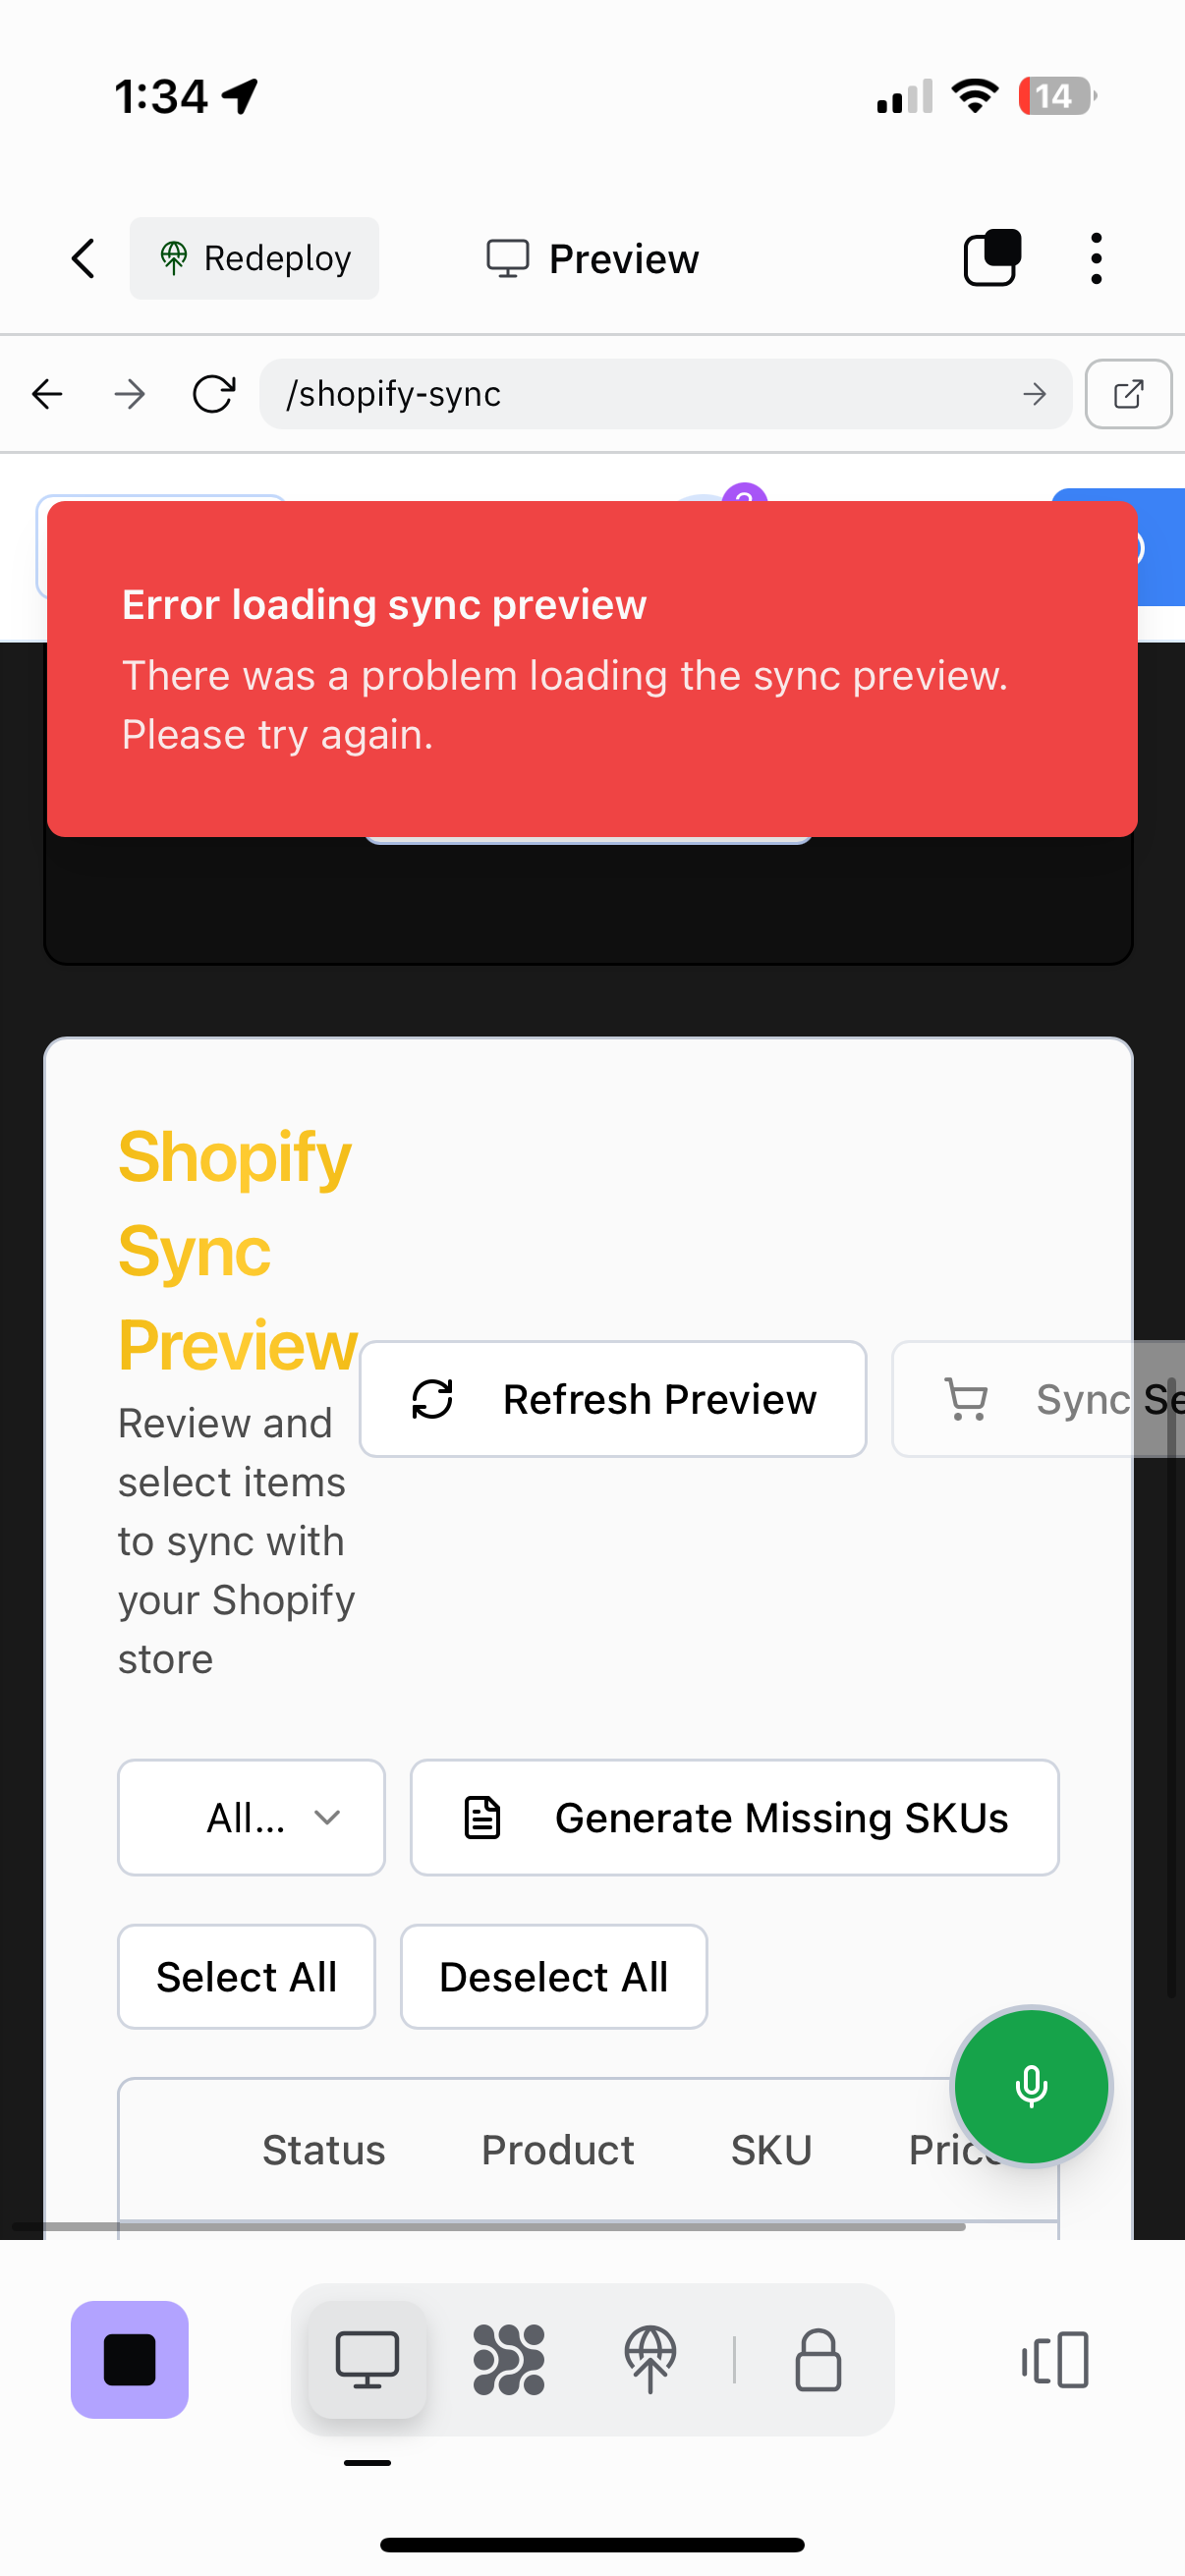 1:34
14
Redeploy
Preview
/shopify-sync
Error loading sync preview
There was a problem loading the sync preview.
Please try again.
Shopify
Sync
Preview
Review and
select items
to sync with
your Shopify
store
Refresh Preview
Sync Se
All...
Generate Missing SKUs
Select All
Deselect All
Status
Product
SKU
Price